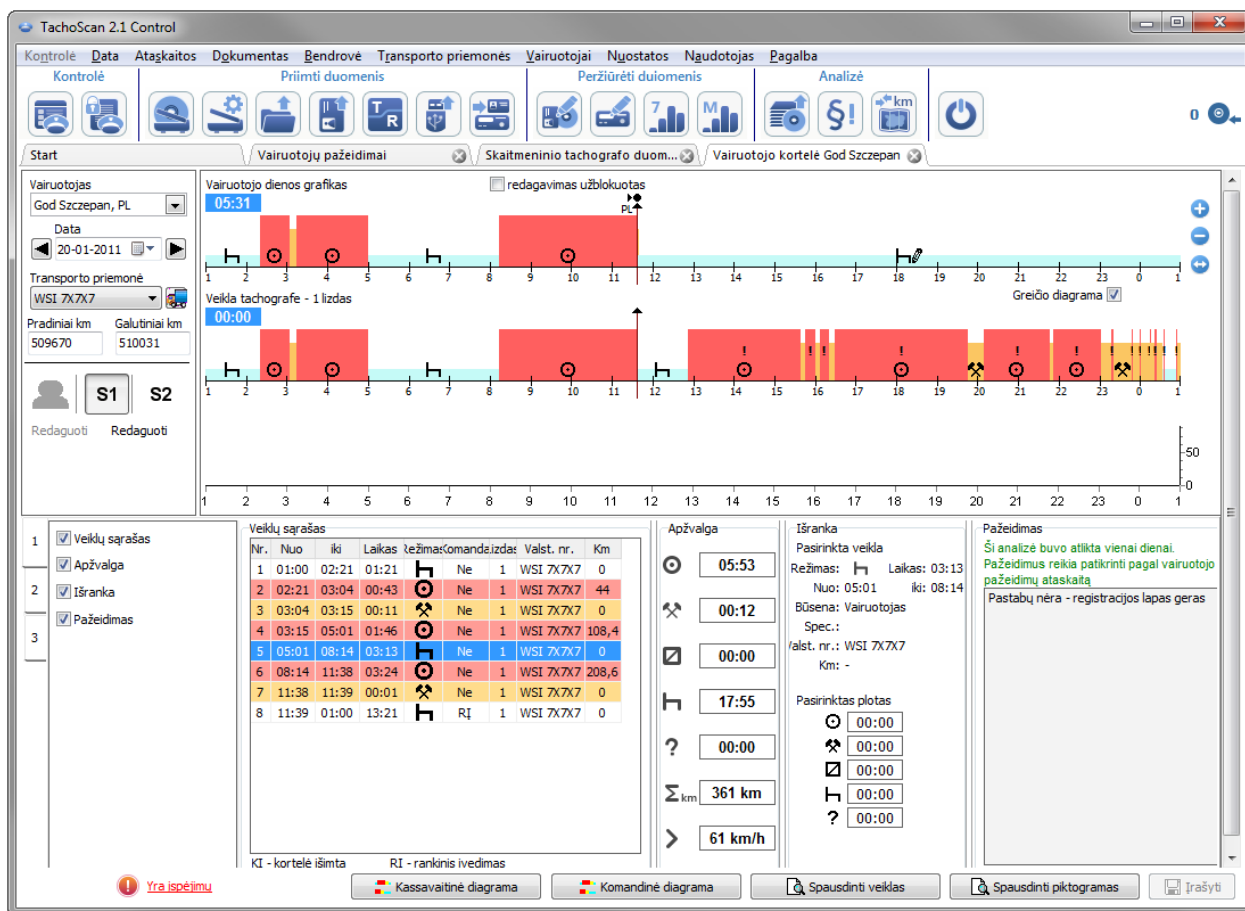 TachoScan 2.1 Control
Kontrolė Data Ataskaitos Dokumentas Bendrovė Transporto priemonės Vairuotojai Nuostatos Naudotojas Pagalba
Kontrolė Priimti duomenis Peržiūrėti duiomenis Analizė
T R 7 M §! km 0
Start Vairuotojų pažeidimai Skaitmeninio tachografo duom... Vairuotojo kortelė God Szczepan
Vairuotojas
God Szczepan, PL
Data
20-01-2011
Transporto priemonė
WSI 7X7X7
Pradiniai km Galutiniai km
509670 510031
S1 S2
Redaguoti Redaguoti
Vairuotojo dienos grafikas redagavimas užblokuotas
05:31
PL
1 2 3 4 5 6 7 8 9 10 11 12 13 14 15 16 17 18 19 20 21 22 23 0 1
Veikla tachografe - 1 lizdas Greičio diagrama
00:00
! ! ! ! ! ! ! ! ! ! ! !
1 2 3 4 5 6 7 8 9 10 11 12 13 14 15 16 17 18 19 20 21 22 23 0 1
50
0
1 2 3 4 5 6 7 8 9 10 11 12 13 14 15 16 17 18 19 20 21 22 23 0 1
1
2
3
Veiklų sąrašas
Apžvalga
Išranka
Pažeidimas
Veiklų sąrašas
Nr. Nuo iki Laikas Režimas Komanda Lizdas Valst. nr. Km
1 01:00 02:21 01:21 Ne 1 WSI 7X7X7 0
2 02:21 03:04 00:43 Ne 1 WSI 7X7X7 44
3 03:04 03:15 00:11 Ne 1 WSI 7X7X7 0
4 03:15 05:01 01:46 Ne 1 WSI 7X7X7 108,4
5 05:01 08:14 03:13 Ne 1 WSI 7X7X7 0
6 08:14 11:38 03:24 Ne 1 WSI 7X7X7 208,6
7 11:38 11:39 00:01 Ne 1 WSI 7X7X7 0
8 11:39 01:00 13:21 RĮ 1 WSI 7X7X7 0
KI - kortelė išimta RI - rankinis ivedimas
Apžvalga
05:53
00:12
00:00
17:55
? 00:00
Σ km 361 km
61 km/h
Išranka
Pasirinkta veikla
Režimas: Laikas: 03:13
Nuo: 05:01 iki: 08:14
Būsena: Vairuotojas
Spec.:
Valst. nr.: WSI 7X7X7
Km: -
Pasirinktas plotas
00:00
00:00
00:00
00:00
? 00:00
Pažeidimas
Ši analizė buvo atlikta vienai dienai.
Pažeidimus reikia patikrinti pagal vairuotojo
pažeidimų ataskaitą
Pastabų nėra - registracijos lapas geras
Yra ispėjimu Kassavaitinė diagrama Komandinė diagrama Spausdinti veiklas Spausdinti piktogramas Įrašyti